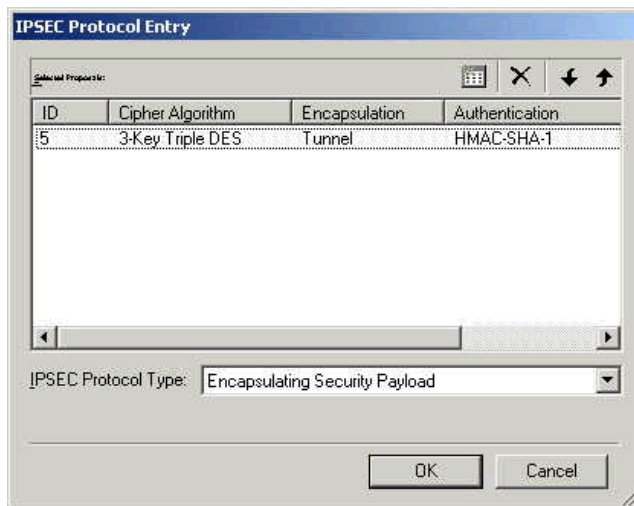 IPSEC Protocol Entry
Selected Proposals:
ID Cipher Algorithm Encapsulation Authentication
5 3-Key Triple DES Tunnel HMAC-SHA-1
IPSEC Protocol Type: Encapsulating Security Payload
OK Cancel